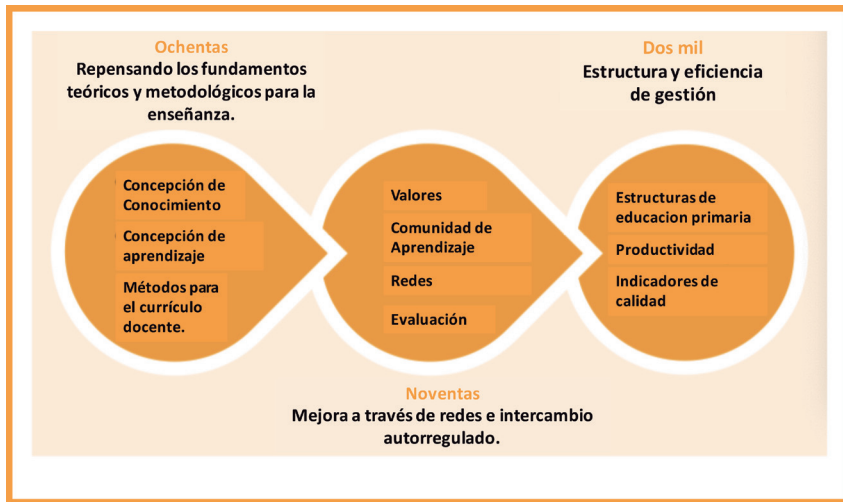 Ochentas
Repensando los fundamentos
teóricos y metodológicos para la
enseñanza.
Concepción de
Conocimiento
Concepción de
aprendizaje
Métodos para
el currículo
docente.
Valores
Comunidad de
Aprendizaje
Redes
Evaluación
Noventas
Mejora a través de redes e intercambio
autorregulado.
Dos mil
Estructura y eficiencia
de gestión
Estructuras de
educacion primaria
Productividad
Indicadores de
calidad